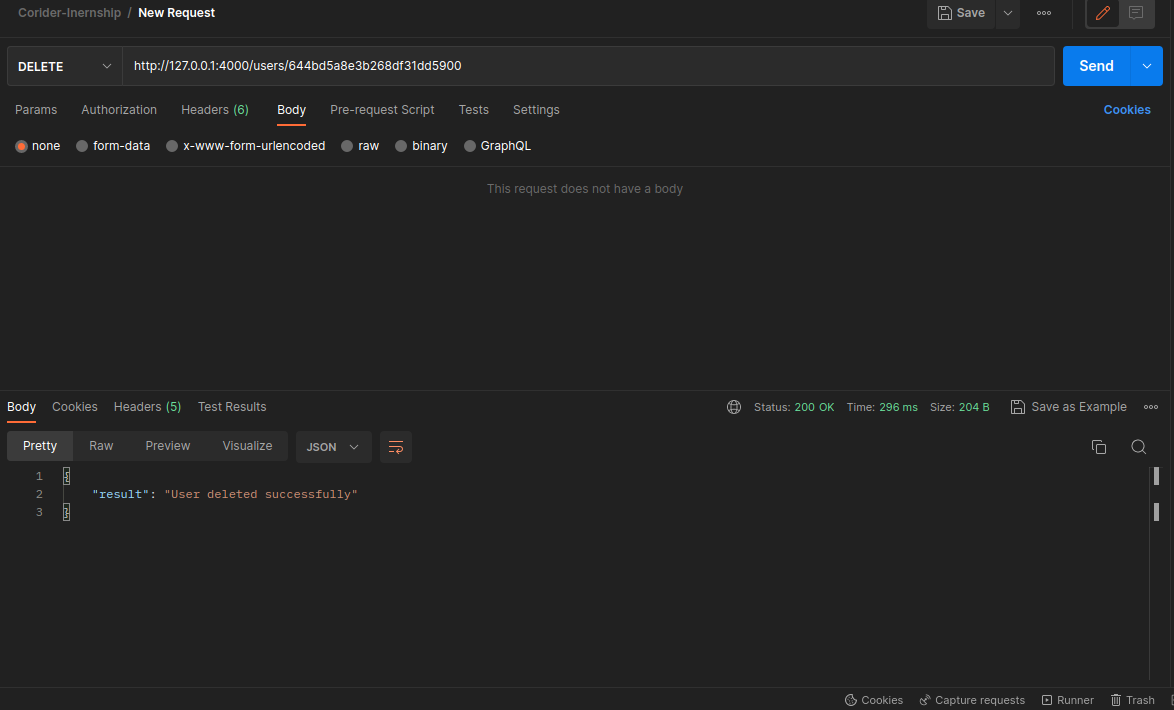 Corider-Inernship / New Request
Save
DELETE
http://127.0.0.1:4000/users/644bd5a8e3b268df31dd5900
Send
Params Authorization Headers (6) Body Pre-request Script Tests Settings Cookies
none form-data x-www-form-urlencoded raw binary GraphQL
This request does not have a body
Body Cookies Headers (5) Test Results Status: 200 OK Time: 296 ms Size: 204 B Save as Example
Pretty Raw Preview Visualize JSON
1 {
2 "result": "User deleted successfully"
3 }
Cookies Capture requests Runner Trash